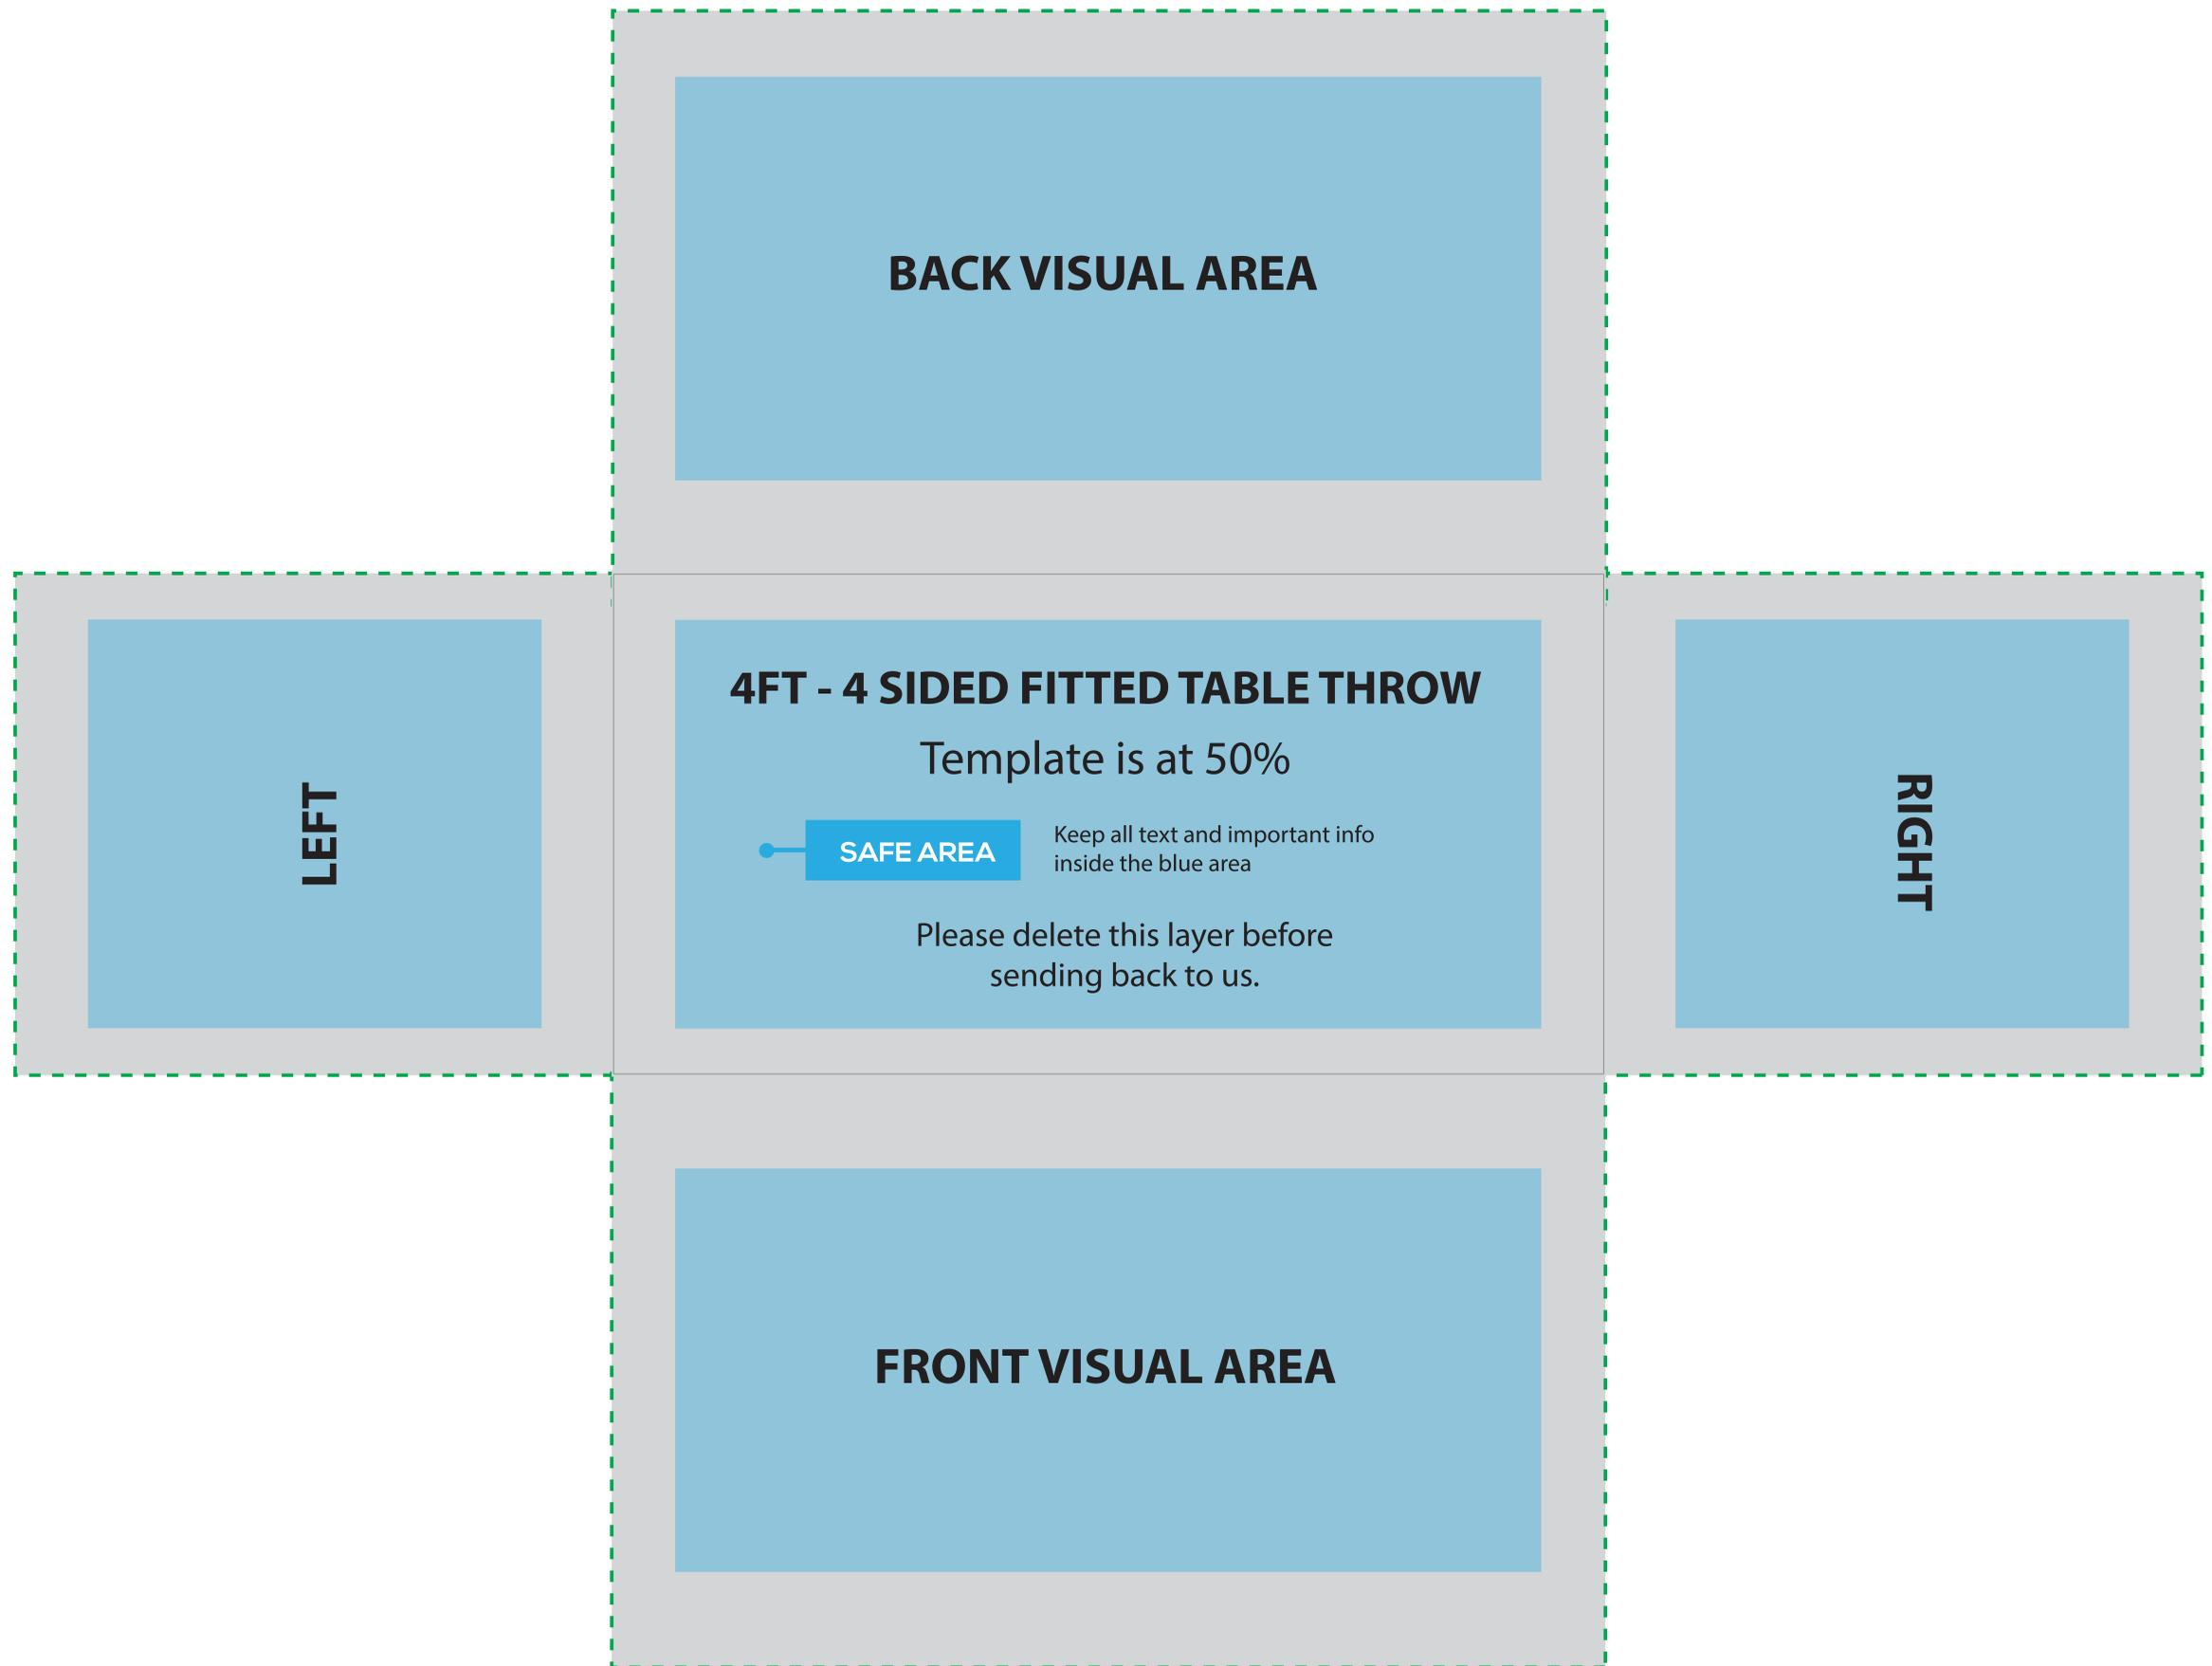 BACK VISUAL AREA
4FT - 4 SIDED FITTED TABLE THROW
Template is at 50%
SAFE AREA
Keep all text and important info
inside the blue area
Please delete this layer before
sending back to us.
LEFT
RIGHT
FRONT VISUAL AREA